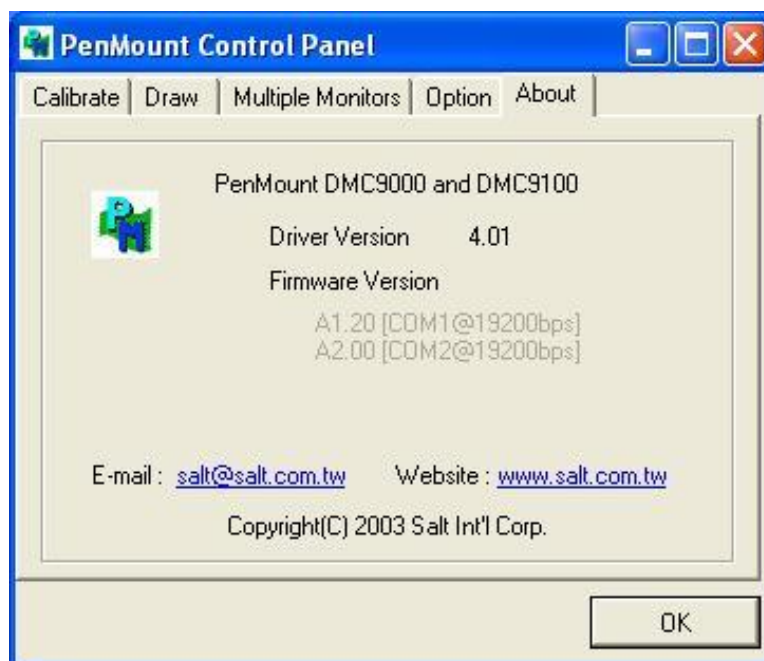 PenMount Control Panel
Calibrate Draw Multiple Monitors Option About
PM
PenMount DMC9000 and DMC9100
Driver Version 4.01
Firmware Version
A1.20 [COM1@19200bps]
A2.00 [COM2@19200bps]
E-mail : salt@salt.com.tw Website : www.salt.com.tw
Copyright(C) 2003 Salt Int'l Corp.
OK